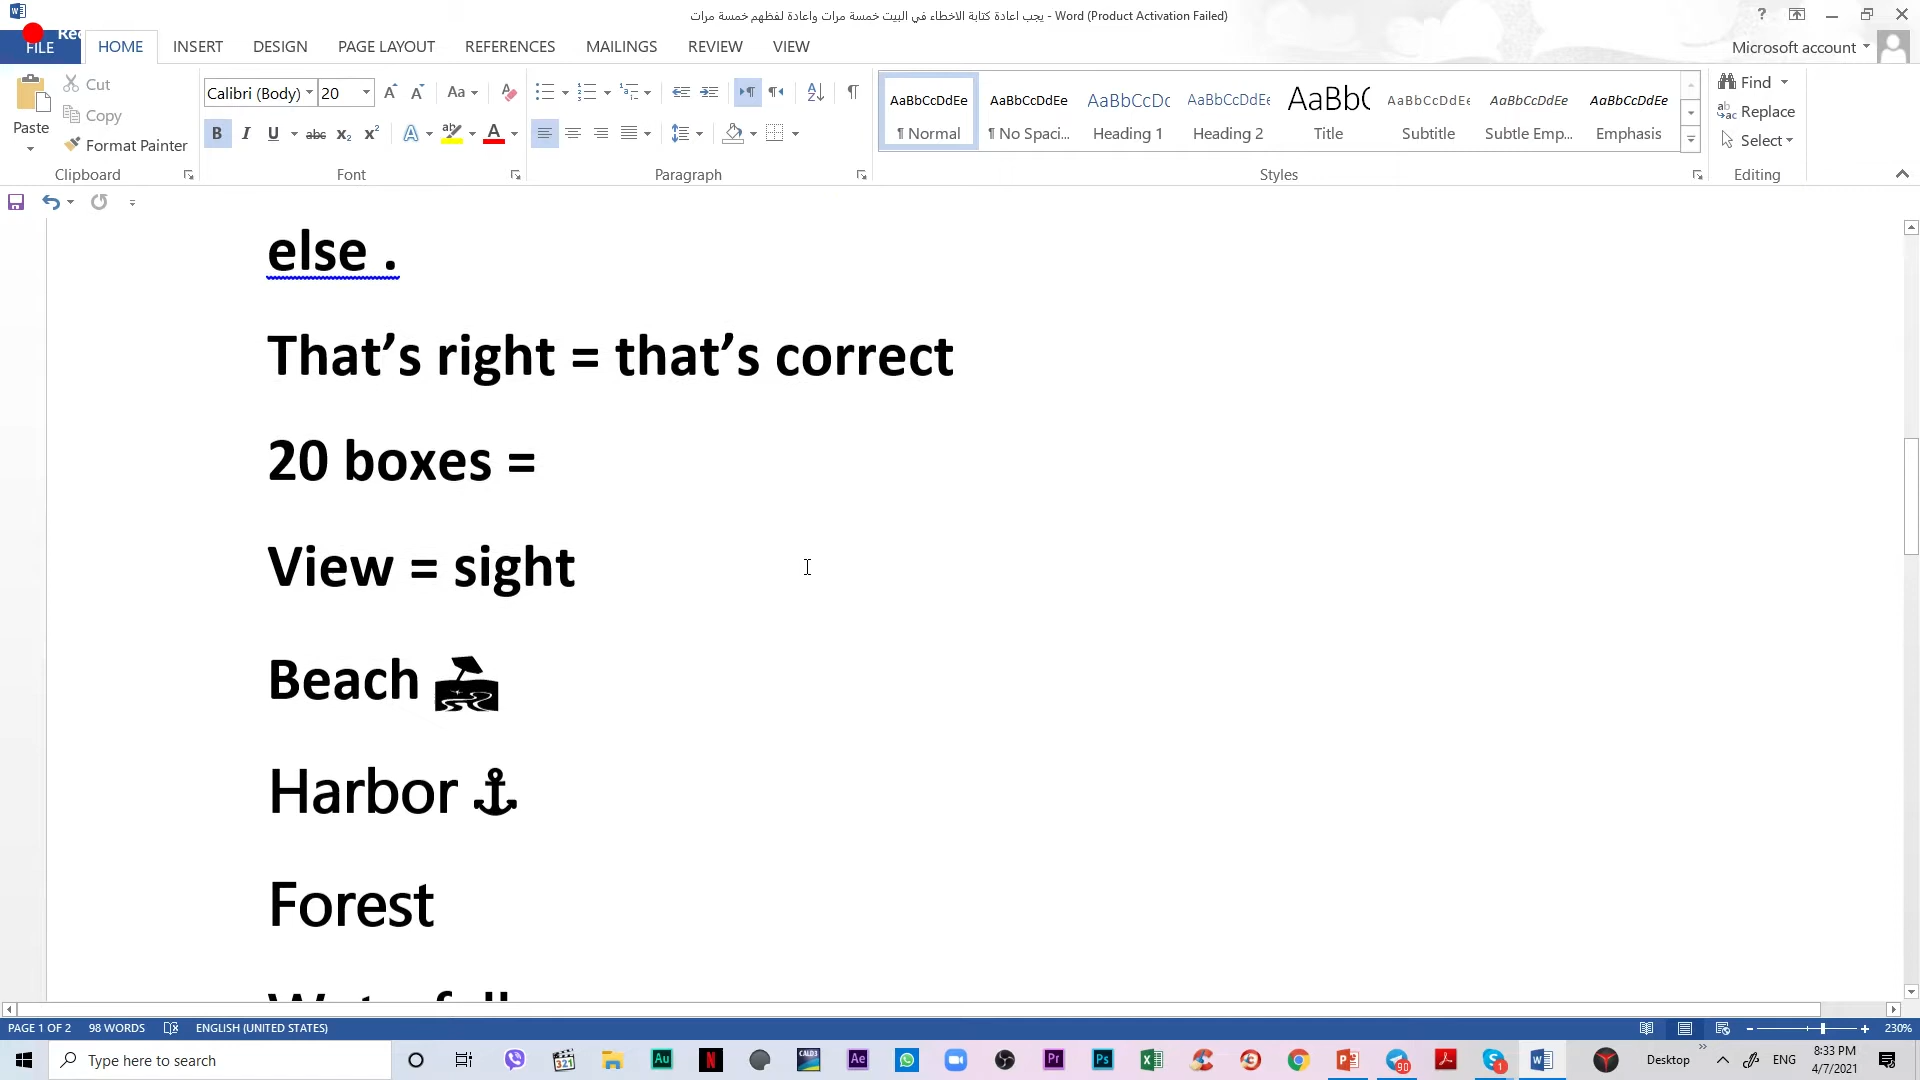 يجب اعادة كتابة الاخطاء في البيت خمسة مرات واعادة لفظهم خمسة مرات - Word (Product Activation Failed)
FILE HOME INSERT DESIGN PAGE LAYOUT REFERENCES MAILINGS REVIEW VIEW Microsoft account
Paste
Cut
Copy
Format Painter
Calibri (Body) 20
AaBbCcDdEe AaBbCcDdEe AaBbCcDc AaBbCcDdEe AaBb( AaBbCcDdEe AaBbCcDdEe AaBbCcDdEe
¶ Normal ¶ No Spaci... Heading 1 Heading 2 Title Subtitle Subtle Emp... Emphasis
Find
Replace
Select
Clipboard Font Paragraph Styles Editing
else .
That’s right = that’s correct
20 boxes =
View = sight
Beach
Harbor
Forest
PAGE 1 OF 2 98 WORDS ENGLISH (UNITED STATES) 230%
Type here to search Desktop ENG 8:33 PM
4/7/2021